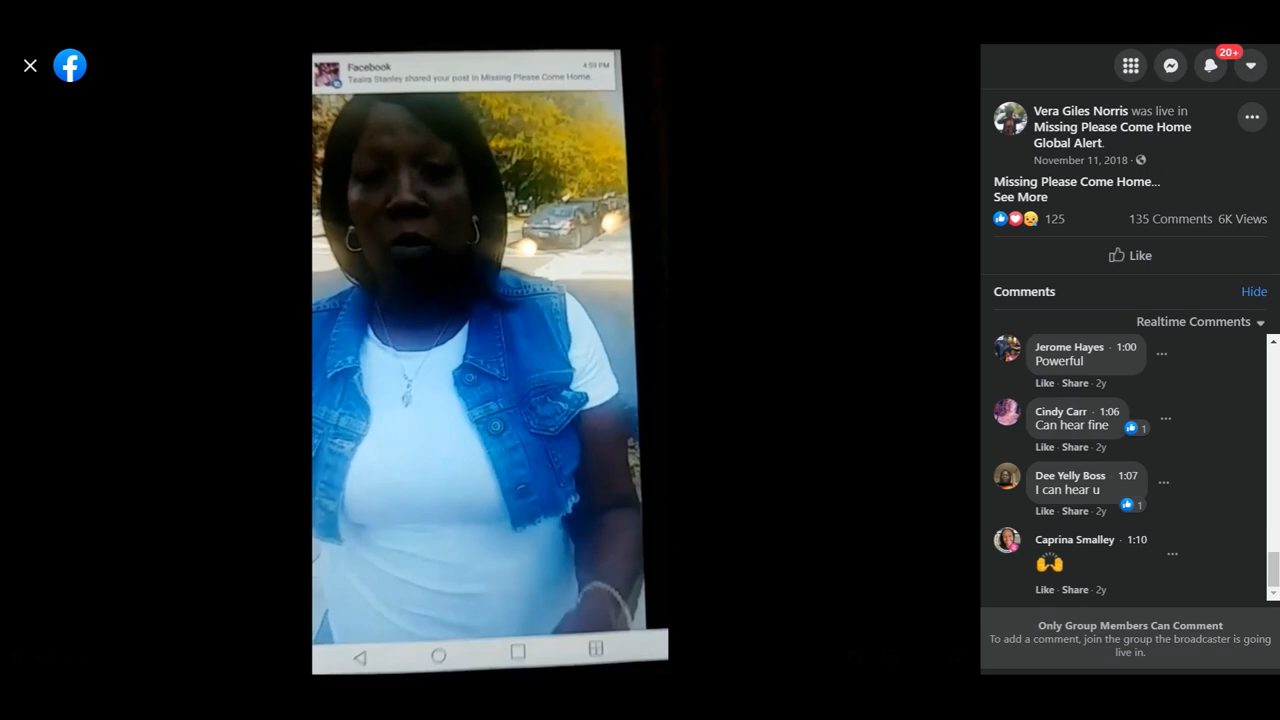 Facebook
4:59 PM
Teaira Stanley shared your post in Missing Please Come Home
20+
Vera Giles Norris was live in
Missing Please Come Home
Global Alert.
November 11, 2018 ·
Missing Please Come Home...
See More
125
135 Comments 6K Views
Like
Comments
Hide
Realtime Comments
Jerome Hayes · 1:00
Powerful
Like · Share · 2y
Cindy Carr · 1:06
Can hear fine
1
Like · Share · 2y
Dee Yelly Boss · 1:07
I can hear u
1
Like · Share · 2y
Caprina Smalley · 1:10
🙌
Like · Share · 2y
Only Group Members Can Comment
To add a comment, join the group the broadcaster is going
live in.